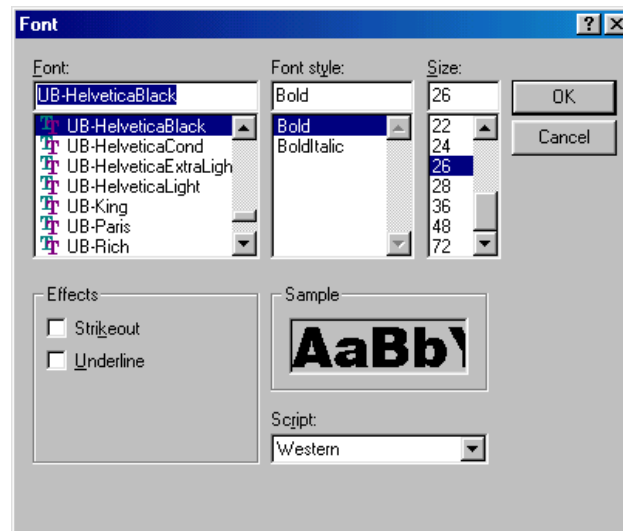 Font
Font:
UB-HelveticaBlack
UB-HelveticaBlack
UB-HelveticaCond
UB-HelveticaExtraLigh
UB-HelveticaLight
UB-King
UB-Paris
UB-Rich
Font style:
Bold
Bold
BoldItalic
Size:
26
22
24
26
28
36
48
72
OK
Cancel
Effects
Strikeout
Underline
Sample
AaBbY
Script:
Western